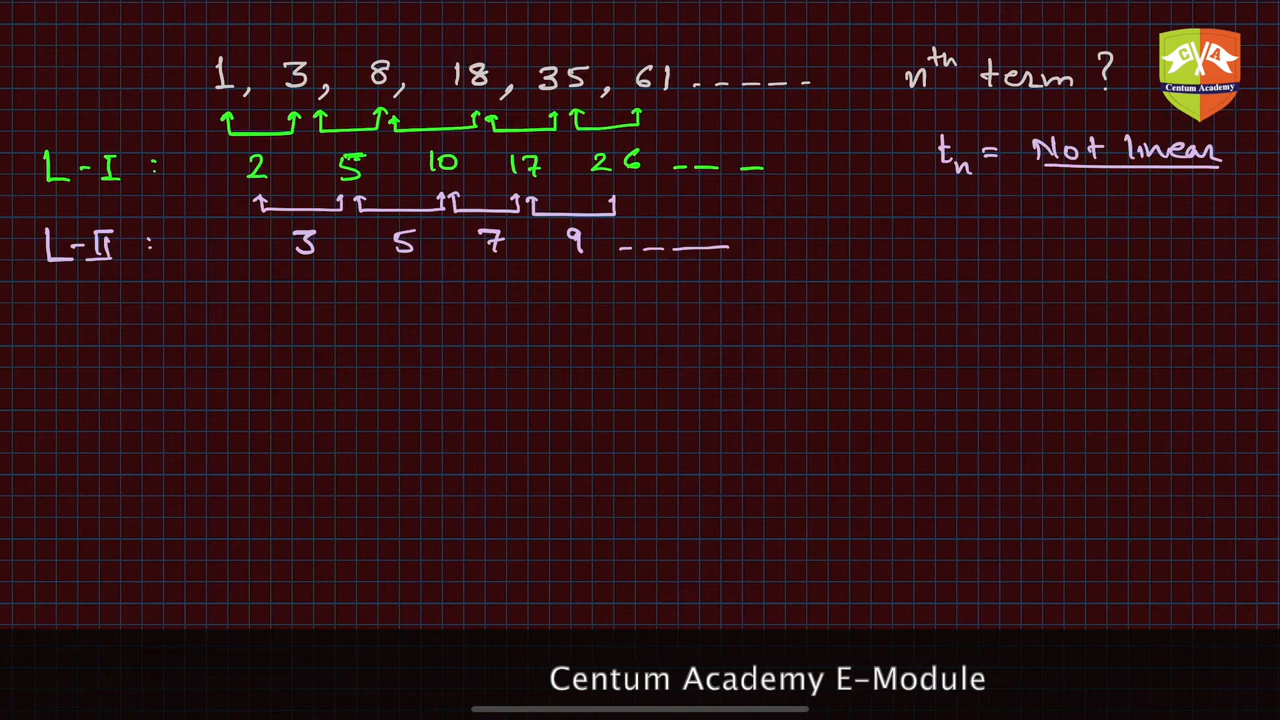 1, 3, 8, 18, 35, 61 ----- nth term ?
C A
Centum Academy
tn = Not linear
L-I : 2 5 10 17 26 -- -- --
L-II : 3 5 7 9 -----
Centum Academy E-Module